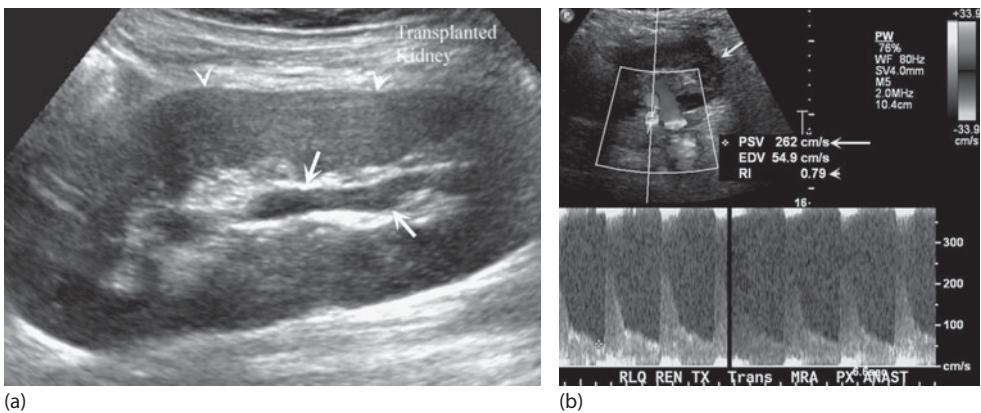 Transplanted
Kidney
P
+33.9
-33.9
cm/s
PW
76%
WF 80Hz
SV4.0mm
M5
2.0MHz
10.4cm
PSV 262 cm/s
EDV 54.9 cm/s
RI 0.79
16
300
200
100
cm/s
RLQ REN TX Trans MRA PX ANAST
(a)
(b)